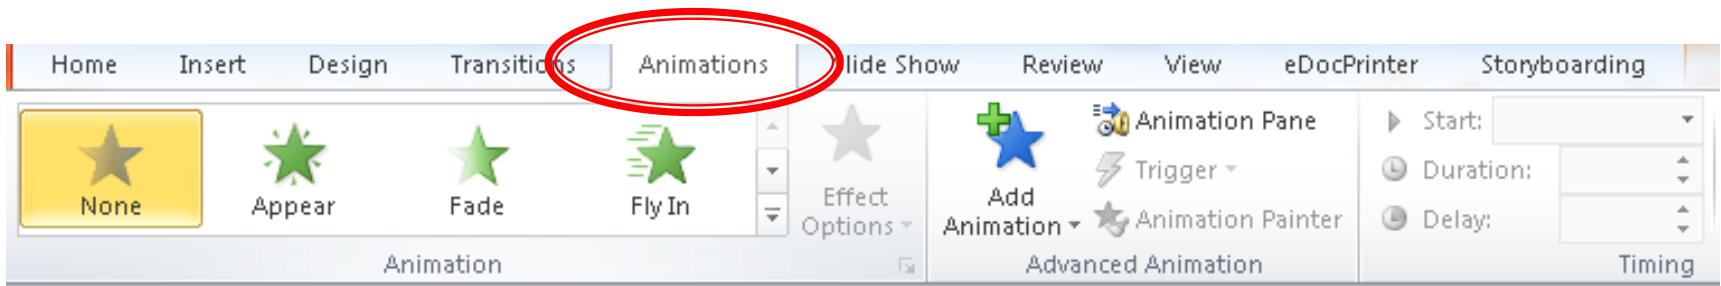 Home Insert Design Transitions Animations Slide Show Review View eDocPrinter Storyboarding
None Appear Fade Fly In
Effect Options
Add Animation
Animation Pane
Trigger
Animation Painter
Start:
Duration:
Delay:
Animation Advanced Animation Timing